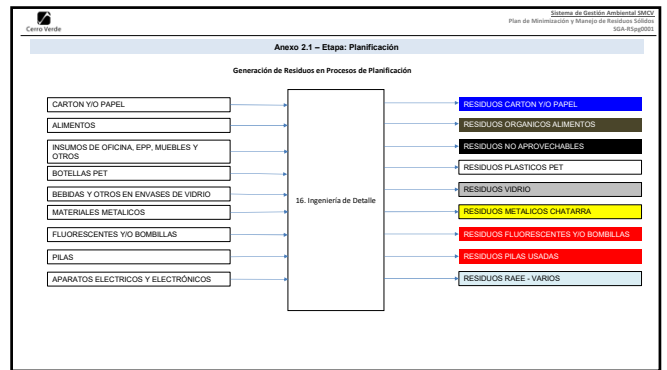 Sistema de Gestión Ambiental SMCV
Plan de Minimización y Manejo de Residuos Sólidos
SGA-RSpg0001
Cerro Verde
Anexo 2.1 – Etapa: Planificación
Generación de Residuos en Procesos de Planificación
CARTON Y/O PAPEL
RESIDUOS CARTON Y/O PAPEL
ALIMENTOS
RESIDUOS ORGANICOS ALIMENTOS
INSUMOS DE OFICINA, EPP, MUEBLES Y
OTROS
RESIDUOS NO APROVECHABLES
BOTELLAS PET
RESIDUOS PLASTICOS PET
BEBIDAS Y OTROS EN ENVASES DE VIDRIO
RESIDUOS VIDRIO
16. Ingeniería de Detalle
MATERIALES METALICOS
RESIDUOS METALICOS CHATARRA
FLUORESCENTES Y/O BOMBILLAS
RESIDUOS FLUORESCENTES Y/O BOMBILLAS
PILAS
RESIDUOS PILAS USADAS
APARATOS ELECTRICOS Y ELECTRÓNICOS
RESIDUOS RAEE - VARIOS